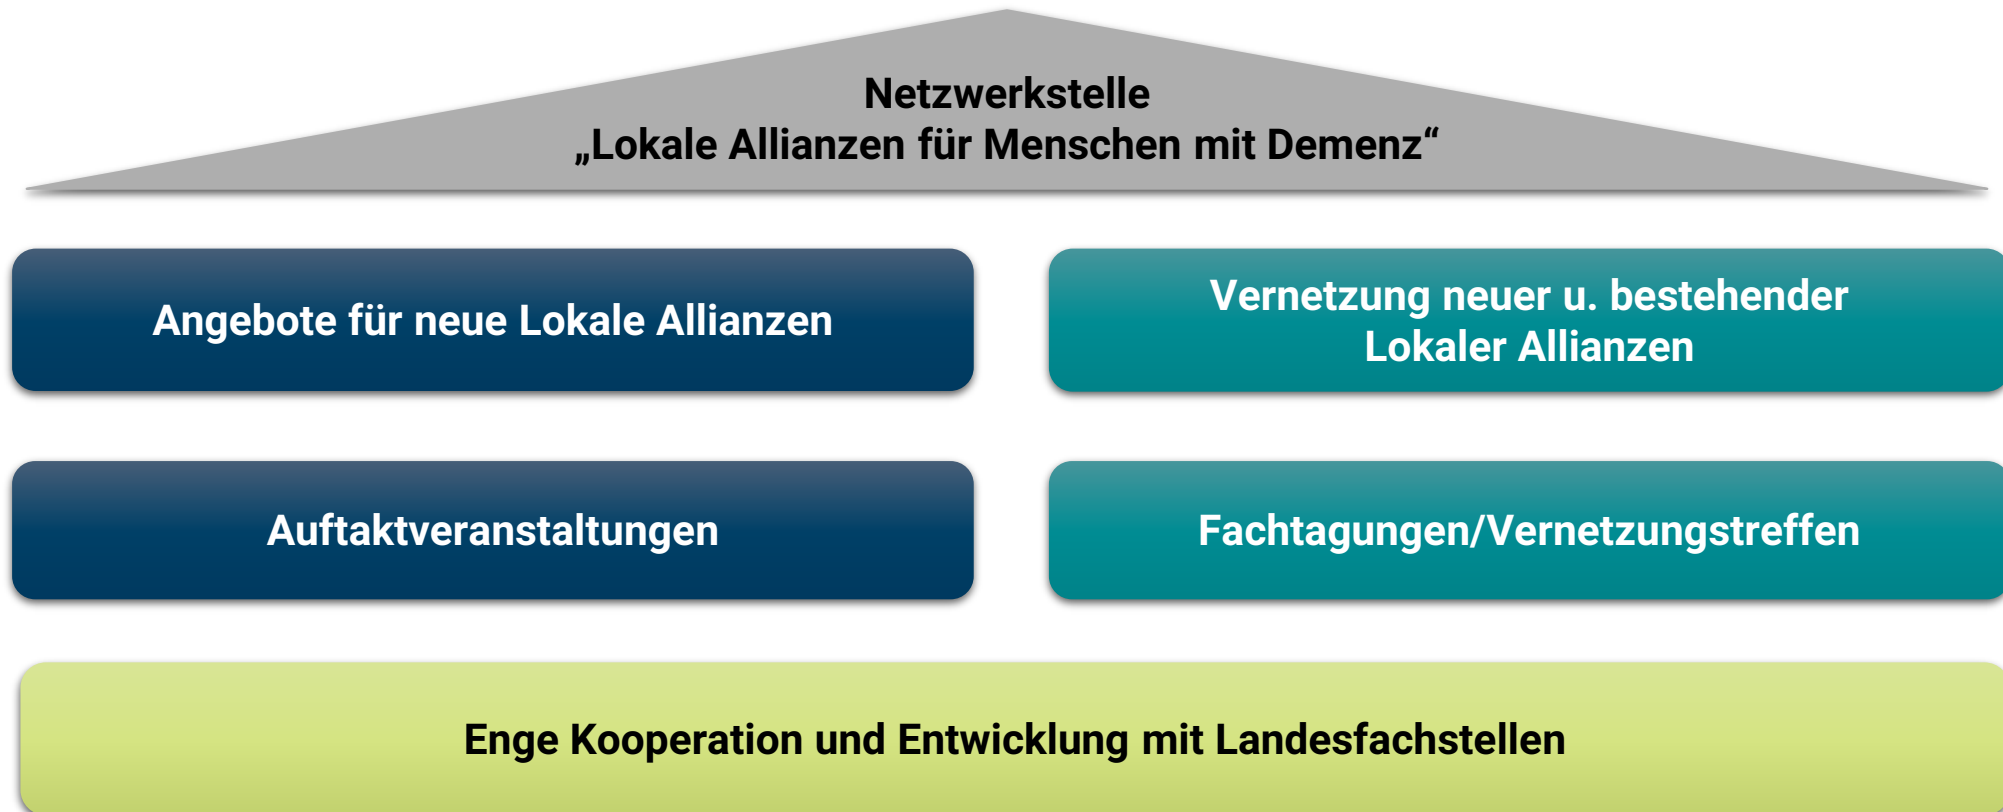 Netzwerkstelle
„Lokale Allianzen für Menschen mit Demenz“
Angebote für neue Lokale Allianzen
Vernetzung neuer u. bestehender
Lokaler Allianzen
Auftaktveranstaltungen
Fachtagungen/Vernetzungstreffen
Enge Kooperation und Entwicklung mit Landesfachstellen